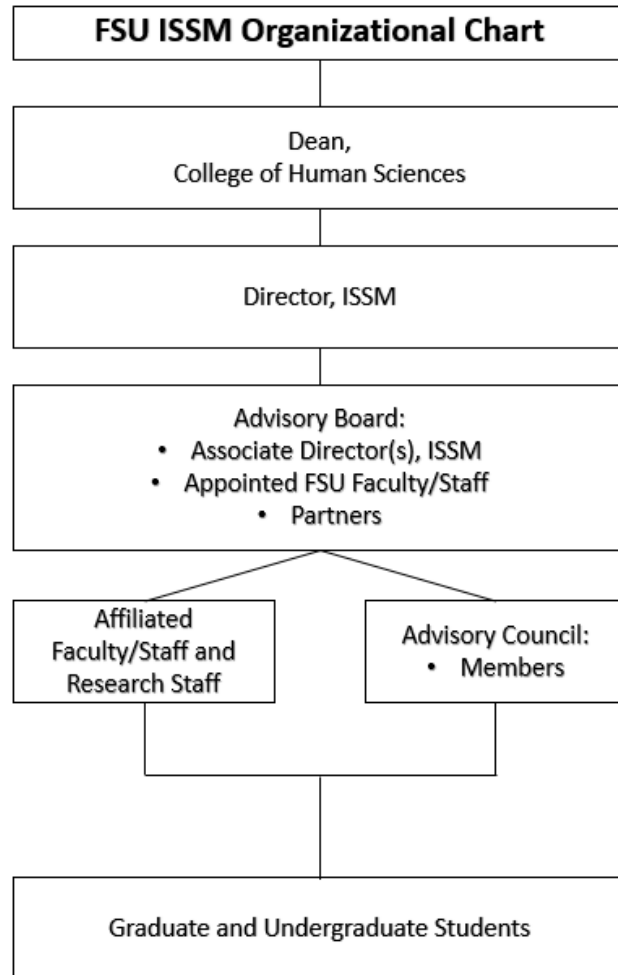 FSU ISSM Organizational Chart
Dean,
College of Human Sciences
Director, ISSM
Advisory Board:
• Associate Director(s), ISSM
• Appointed FSU Faculty/Staff
• Partners
Affiliated
Faculty/Staff and
Research Staff
Advisory Council:
• Members
Graduate and Undergraduate Students